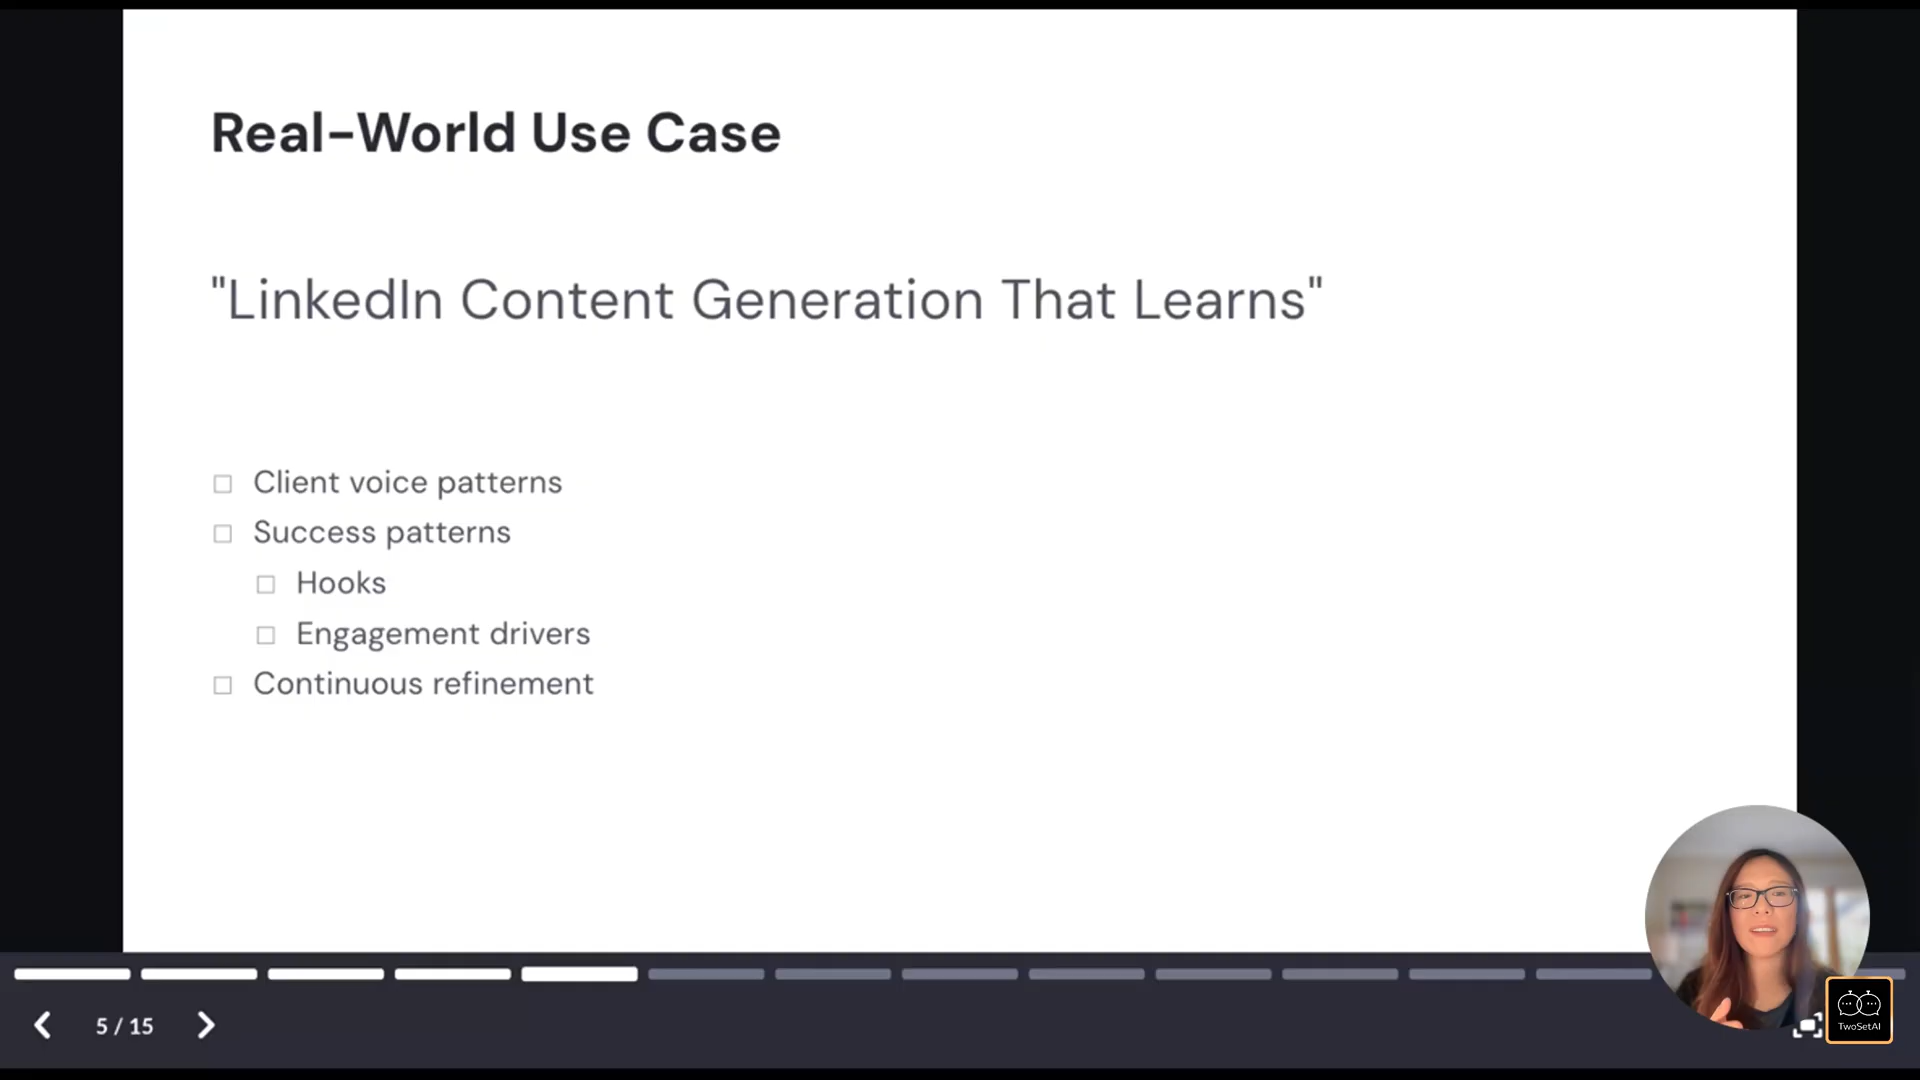 Real-World Use Case
"LinkedIn Content Generation That Learns"
Client voice patterns
Success patterns
Hooks
Engagement drivers
Continuous refinement
5 / 15
TwoSetAI